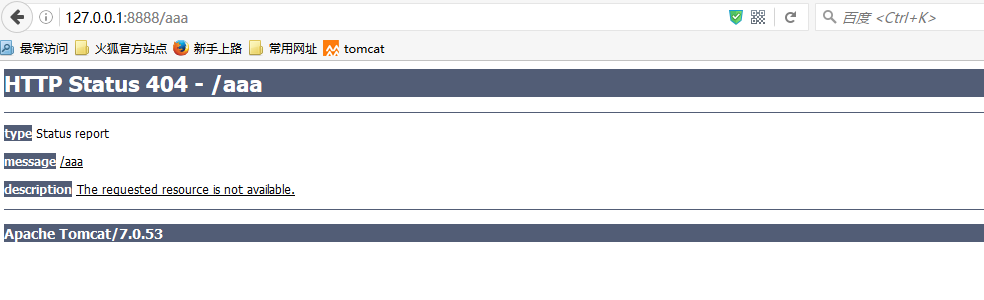 127.0.0.1:8888/aaa
百度 <Ctrl+K>
最常访问 火狐官方站点 新手上路 常用网址 tomcat
HTTP Status 404 - /aaa
type Status report
message /aaa
description The requested resource is not available.
Apache Tomcat/7.0.53